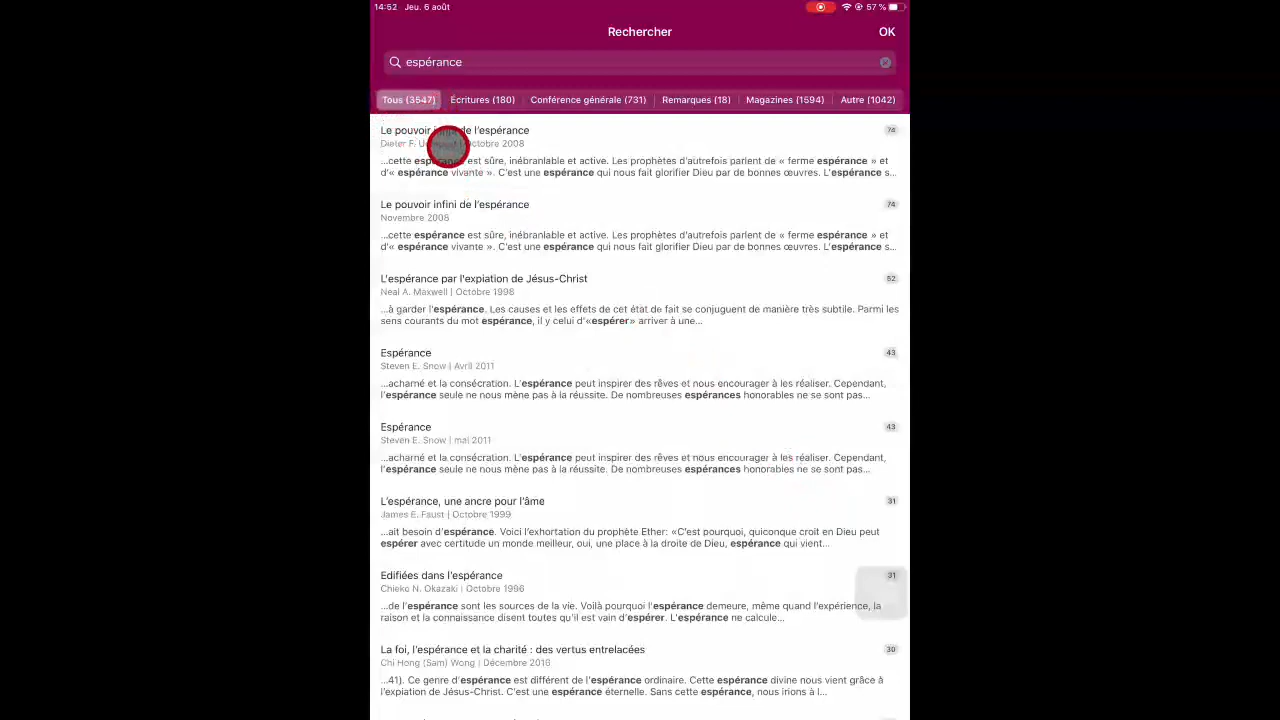 14:52 Jeu. 6 août 57 %
Rechercher OK
espérance
Tous (3547) Écritures (180) Conférence générale (731) Remarques (18) Magazines (1594) Autre (1042)
Le pouvoir infini de l'espérance 74
Dieter F. | Octobre 2008
...cette espérance est sûre, inébranlable et active. Les prophètes d'autrefois parlent de « ferme espérance » et
d'« espérance vivante ». C'est une espérance qui nous fait glorifier Dieu par de bonnes œuvres. L'espérance s...
Le pouvoir infini de l'espérance 74
Novembre 2008
...cette espérance est sûre, inébranlable et active. Les prophètes d'autrefois parlent de « ferme espérance » et
d'« espérance vivante ». C'est une espérance qui nous fait glorifier Dieu par de bonnes œuvres. L'espérance s...
L'espérance par l'expiation de Jésus-Christ 52
Neal A. Maxwell | Octobre 1998
...à garder l'espérance. Les causes et les effets de cet état de fait se conjuguent de manière très subtile. Parmi les
sens courants du mot espérance, il y celui d'«espérer» arriver à une...
Espérance 43
Steven E. Snow | Avril 2011
...acharné et la consécration. L'espérance peut inspirer des rêves et nous encourager à les réaliser. Cependant,
l'espérance seule ne nous mène pas à la réussite. De nombreuses espérances honorables ne se sont pas...
Espérance 43
Steven E. Snow | mai 2011
...acharné et la consécration. L'espérance peut inspirer des rêves et nous encourager à les réaliser. Cependant,
l'espérance seule ne nous mène pas à la réussite. De nombreuses espérances honorables ne se sont pas...
L'espérance, une ancre pour l'âme 31
James E. Faust | Octobre 1999
...ait besoin d'espérance. Voici l'exhortation du prophète Ether: «C'est pourquoi, quiconque croit en Dieu peut
espérer avec certitude un monde meilleur, oui, une place à la droite de Dieu, espérance qui vient...
Edifiées dans l'espérance 31
Chieko N. Okazaki | Octobre 1996
...de l'espérance sont les sources de la vie. Voilà pourquoi l'espérance demeure, même quand l'expérience, la
raison et la connaissance disent toutes qu'il est vain d'espérer. L'espérance ne calcule...
La foi, l'espérance et la charité : des vertus entrelacées 30
Chi Hong (Sam) Wong | Décembre 2016
...41). Ce genre d'espérance est différent de l'espérance ordinaire. Cette espérance divine nous vient grâce à
l'expiation de Jésus-Christ. C'est une espérance éternelle. Sans cette espérance, nous irions à l...